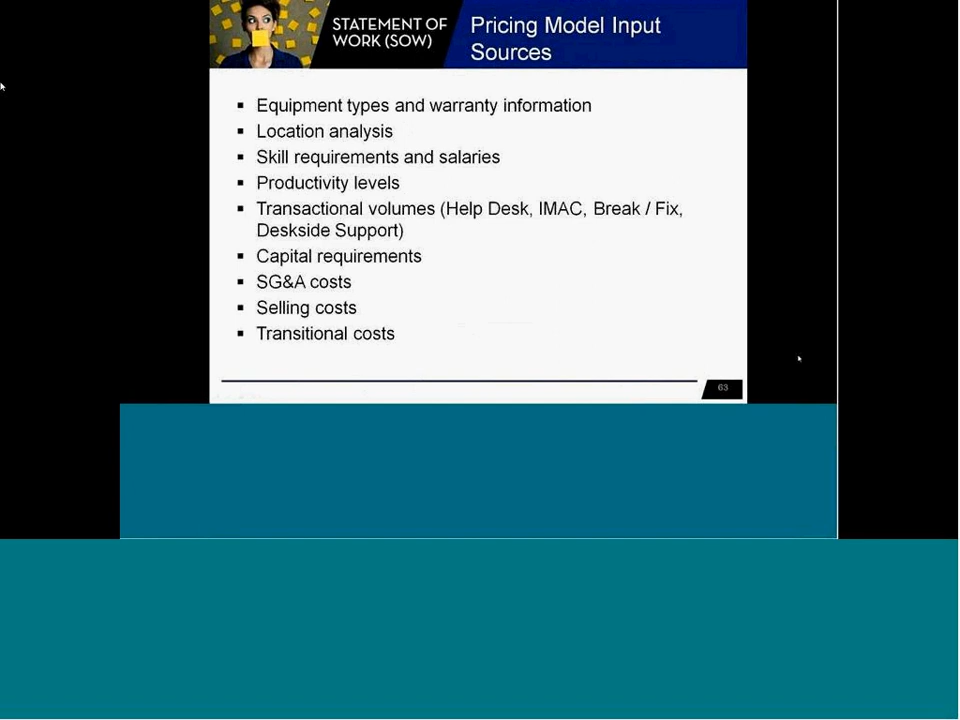 STATEMENT OF
WORK (SOW)
Pricing Model Input
Sources
▪ Equipment types and warranty information
▪ Location analysis
▪ Skill requirements and salaries
▪ Productivity levels
▪ Transactional volumes (Help Desk, IMAC, Break / Fix,
Deskside Support)
▪ Capital requirements
▪ SG&A costs
▪ Selling costs
▪ Transitional costs
63